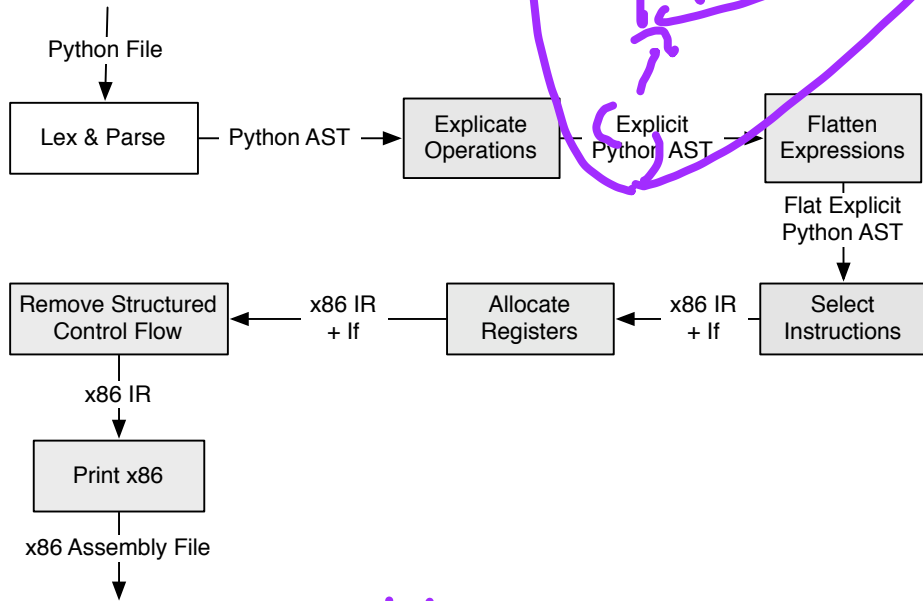 Python File
Lex & Parse
Python AST
Explicate
Operations
Explicit
Python AST
Flatten
Expressions
Flat Explicit
Python AST
Remove Structured
Control Flow
x86 IR
+ If
Allocate
Registers
x86 IR
+ If
Select
Instructions
x86 IR
Print x86
x86 Assembly File